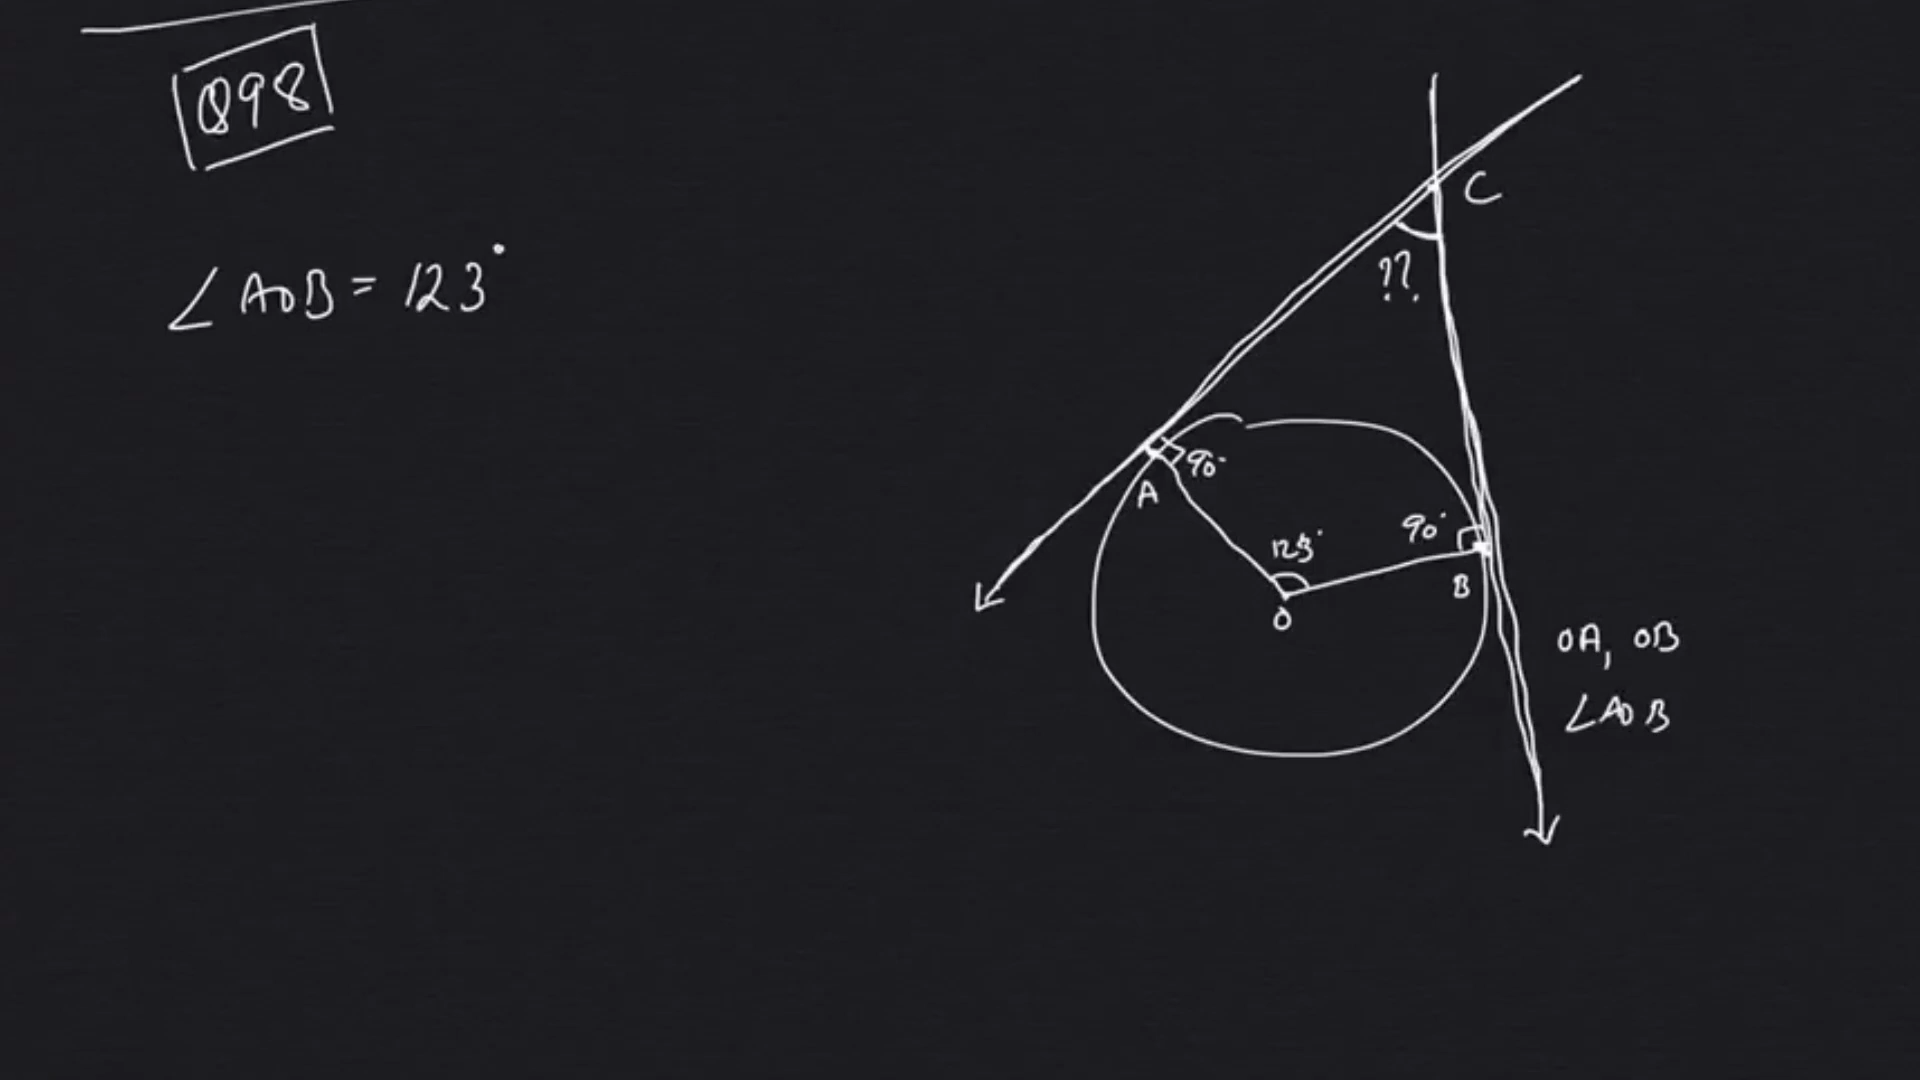 Q98
∠AOB = 123°
C
??
90°
A
123°
90°
B
O
OA, OB
∠AOB